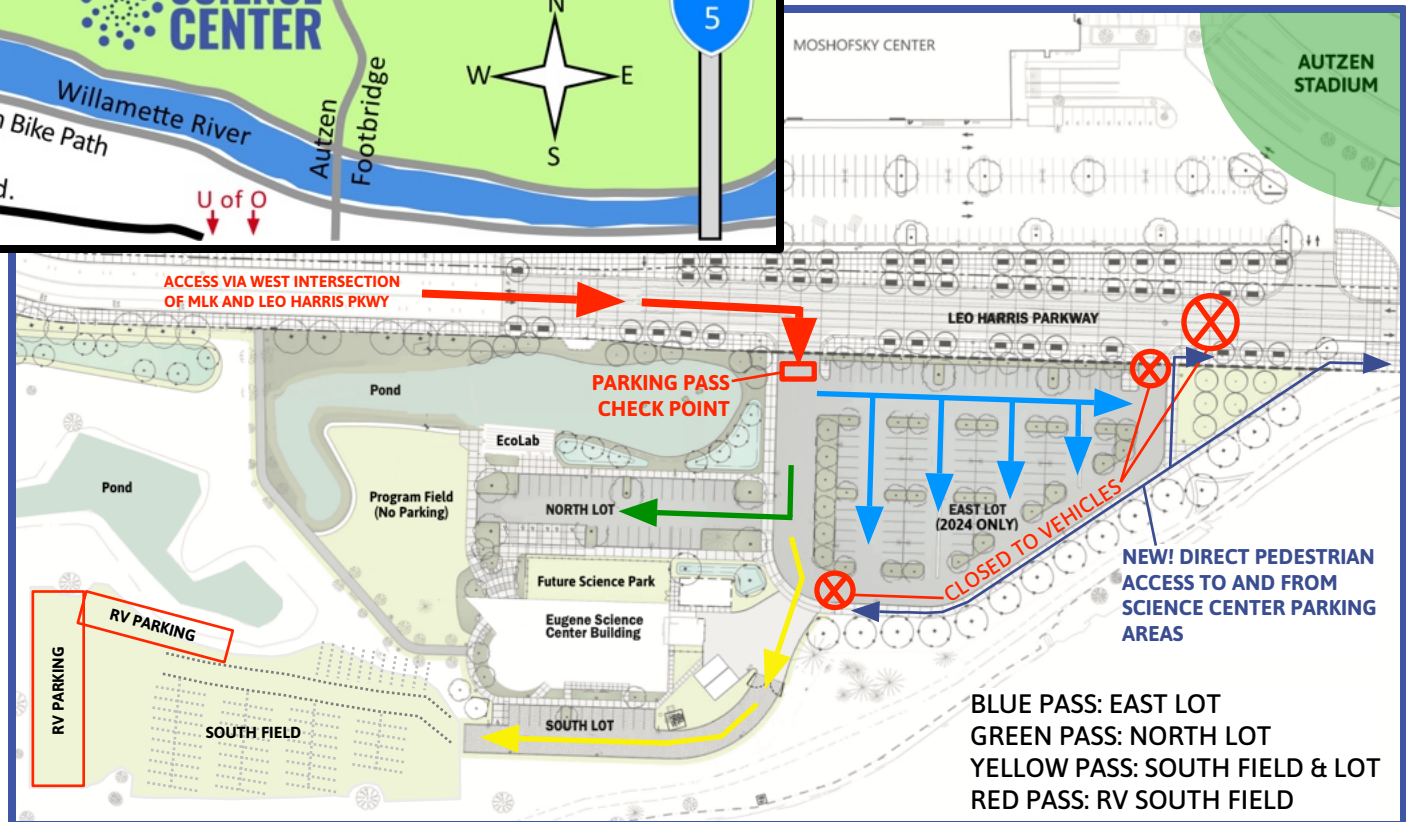 SCIENCE
CENTER
Willamette River
Bike Path
d.
U of O
Autzen
Footbridge
N
W
E
S
5
MOSHOFSKY CENTER
AUTZEN
STADIUM
ACCESS VIA WEST INTERSECTION
OF MLK AND LEO HARRIS PKWY
LEO HARRIS PARKWAY
PARKING PASS
CHECK POINT
Pond
EcoLab
Pond
Program Field
(No Parking)
NORTH LOT
EAST LOT
(2024 ONLY)
CLOSED TO VEHICLES
NEW! DIRECT PEDESTRIAN
ACCESS TO AND FROM
SCIENCE CENTER PARKING
AREAS
Future Science Park
Eugene Science
Center Building
RV PARKING
RV PARKING
SOUTH FIELD
SOUTH LOT
BLUE PASS: EAST LOT
GREEN PASS: NORTH LOT
YELLOW PASS: SOUTH FIELD & LOT
RED PASS: RV SOUTH FIELD